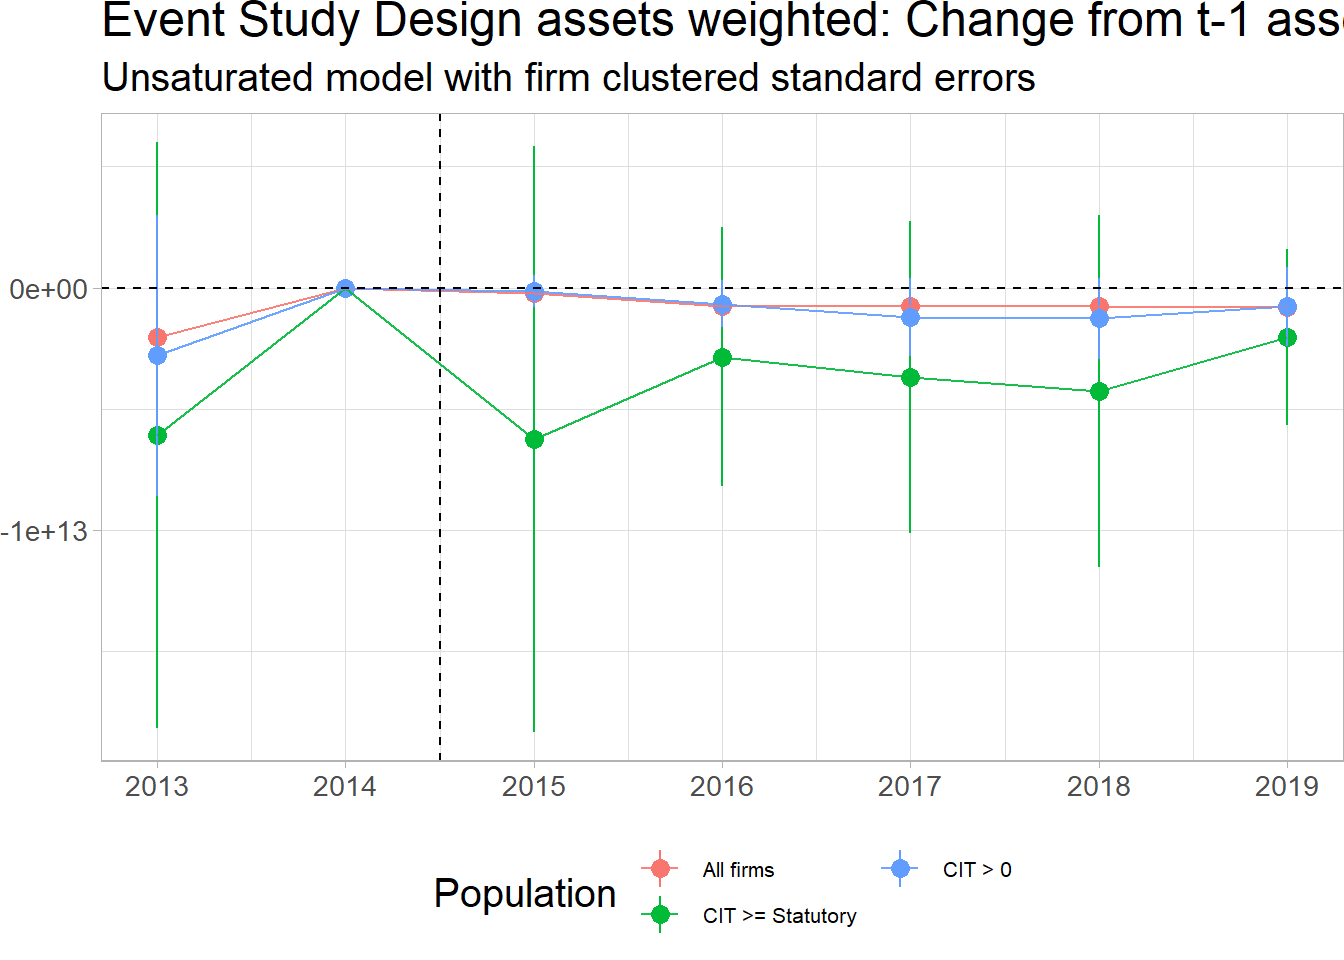 Event Study Design assets weighted: Change from t-1
Unsaturated model with firm clustered standard errors
0e+00
-1e+13
2013 2014 2015 2016 2017 2018 2019
Population
All firms
CIT > 0
CIT >= Statutory